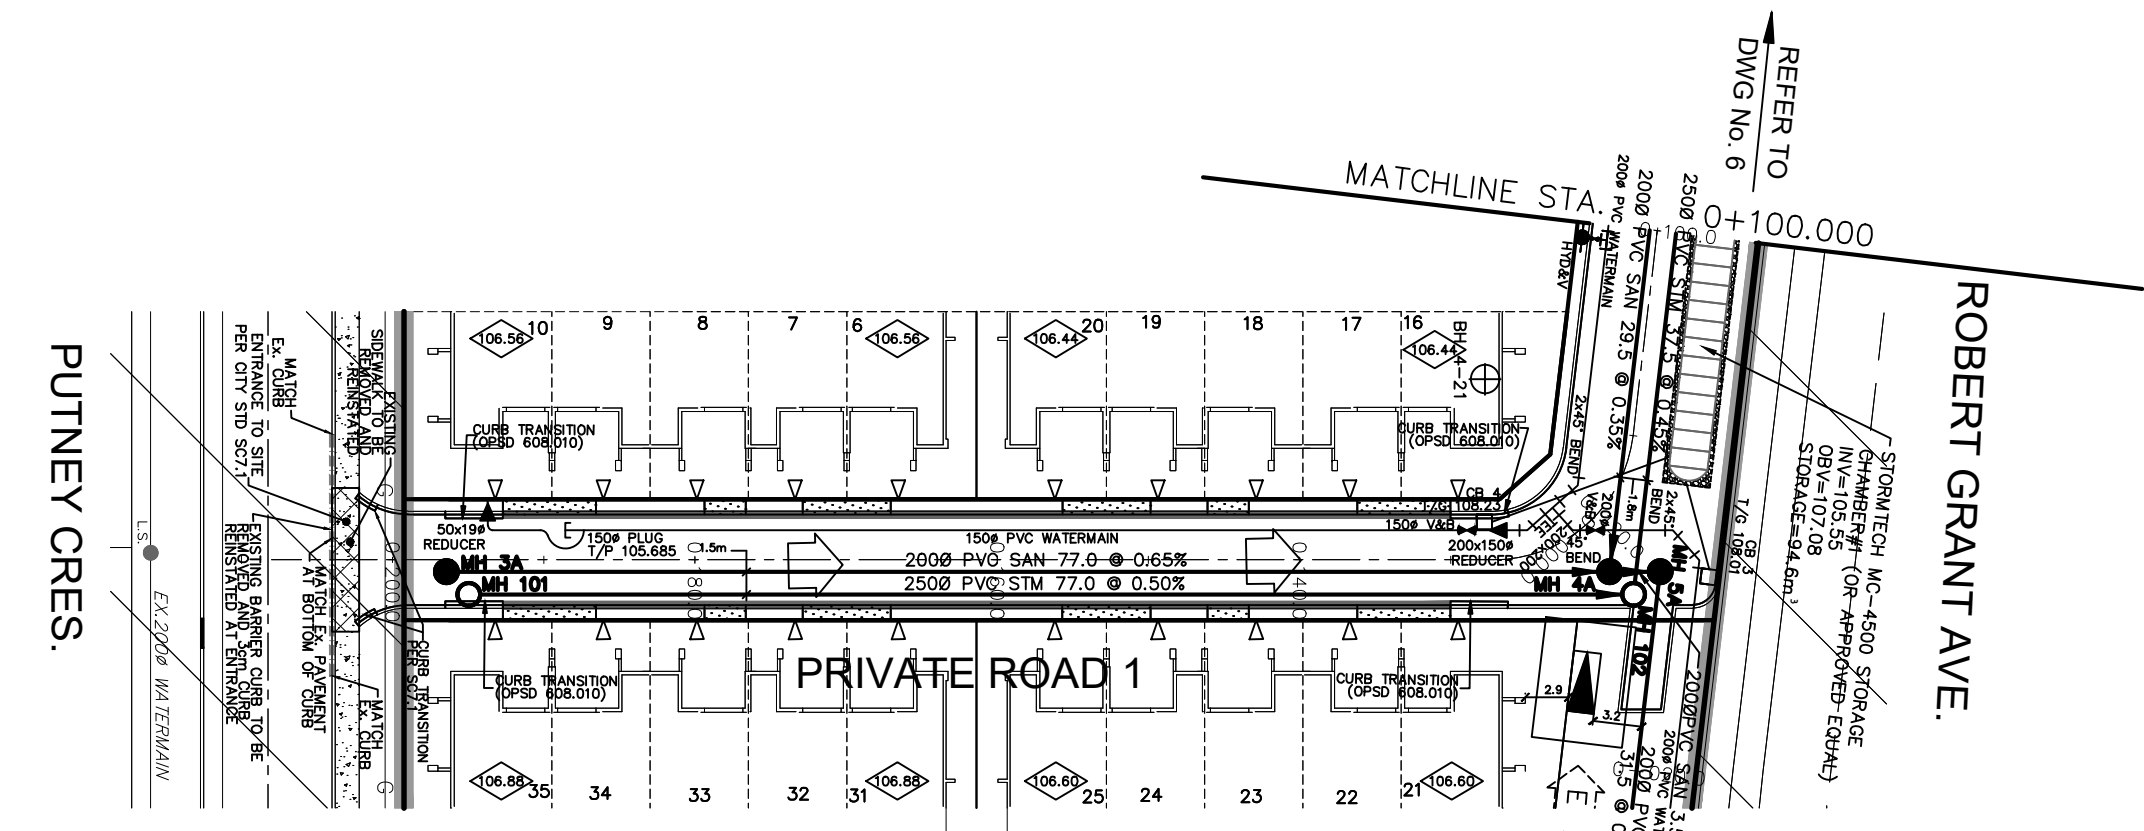 REFER TO
DWG No. 6
MATCHLINE STA. 0+100.000
ROBERT GRANT AVE.
PUTNEY CRES.
PRIVATE ROAD 1
L.S.
EX.200ø WATERMAIN
MATCH
Ex. CURB
ENTRANCE TO SITE
PER CITY STD SC7.1
EXISTING
SIDEWALK TO BE
REMOVED AND
REINSTATED
EXISTING BARRIER CURB TO BE
REMOVED AND 3cm CURB
REINSTATED AT ENTRANCE
MATCH Ex. PAVEMENT
AT BOTTOM OF CURB
MATCH
Ex. CURB
CURB TRANSITION
PER SC7.1
G
G
10
9
8
7
6
20
19
18
17
16
106.56
106.56
106.44
106.44
BH14-21
CURB TRANSITION
(OPSD 608.010)
CURB TRANSITION
(OPSD 608.010)
CB 4
T/G 108.23
50x19ø
REDUCER
150ø PLUG
T/P 105.685
1.5m
150ø PVC WATERMAIN
150ø V&B
200x150ø
REDUCER
45°
BEND
200ø
V&B
1.8m
2x45°
BEND
2x45° BEND
HYD&V
200ø PVC WATERMAIN
200Ø PVC SAN 29.5 @ 0.35%
250Ø PVC STM 37.5 @ 0.45%
200Ø PVC SAN 77.0 @ 0.65%
250Ø PVC STM 77.0 @ 0.50%
MH 3A
MH 101
MH 4A
MH 5A
MH 102
CB 3
T/G 108.01
STORMTECH MC-4500 STORAGE
CHAMBER#1 (OR APPROVED EQUAL)
INV=105.55
OBV=107.08
STORAGE=94.6m³
CURB TRANSITION
(OPSD 608.010)
CURB TRANSITION
(OPSD 608.010)
2.9
3.2
E
106.88
106.88
106.60
106.60
35
34
33
32
31
25
24
23
22
21
200ØPVC SAN
31.5 @